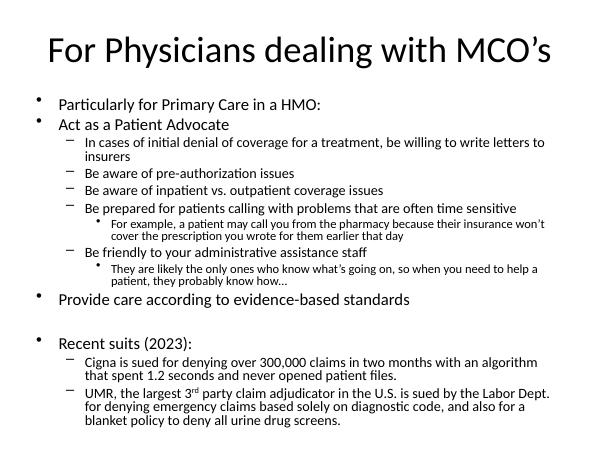 For Physicians dealing with MCO’s
• Particularly for Primary Care in a HMO:
• Act as a Patient Advocate
– In cases of initial denial of coverage for a treatment, be willing to write letters to
insurers
– Be aware of pre-authorization issues
– Be aware of inpatient vs. outpatient coverage issues
– Be prepared for patients calling with problems that are often time sensitive
• For example, a patient may call you from the pharmacy because their insurance won’t
cover the prescription you wrote for them earlier that day
– Be friendly to your administrative assistance staff
• They are likely the only ones who know what’s going on, so when you need to help a
patient, they probably know how…
• Provide care according to evidence-based standards
• Recent suits (2023):
– Cigna is sued for denying over 300,000 claims in two months with an algorithm
that spent 1.2 seconds and never opened patient files.
– UMR, the largest 3rd party claim adjudicator in the U.S. is sued by the Labor Dept.
for denying emergency claims based solely on diagnostic code, and also for a
blanket policy to deny all urine drug screens.